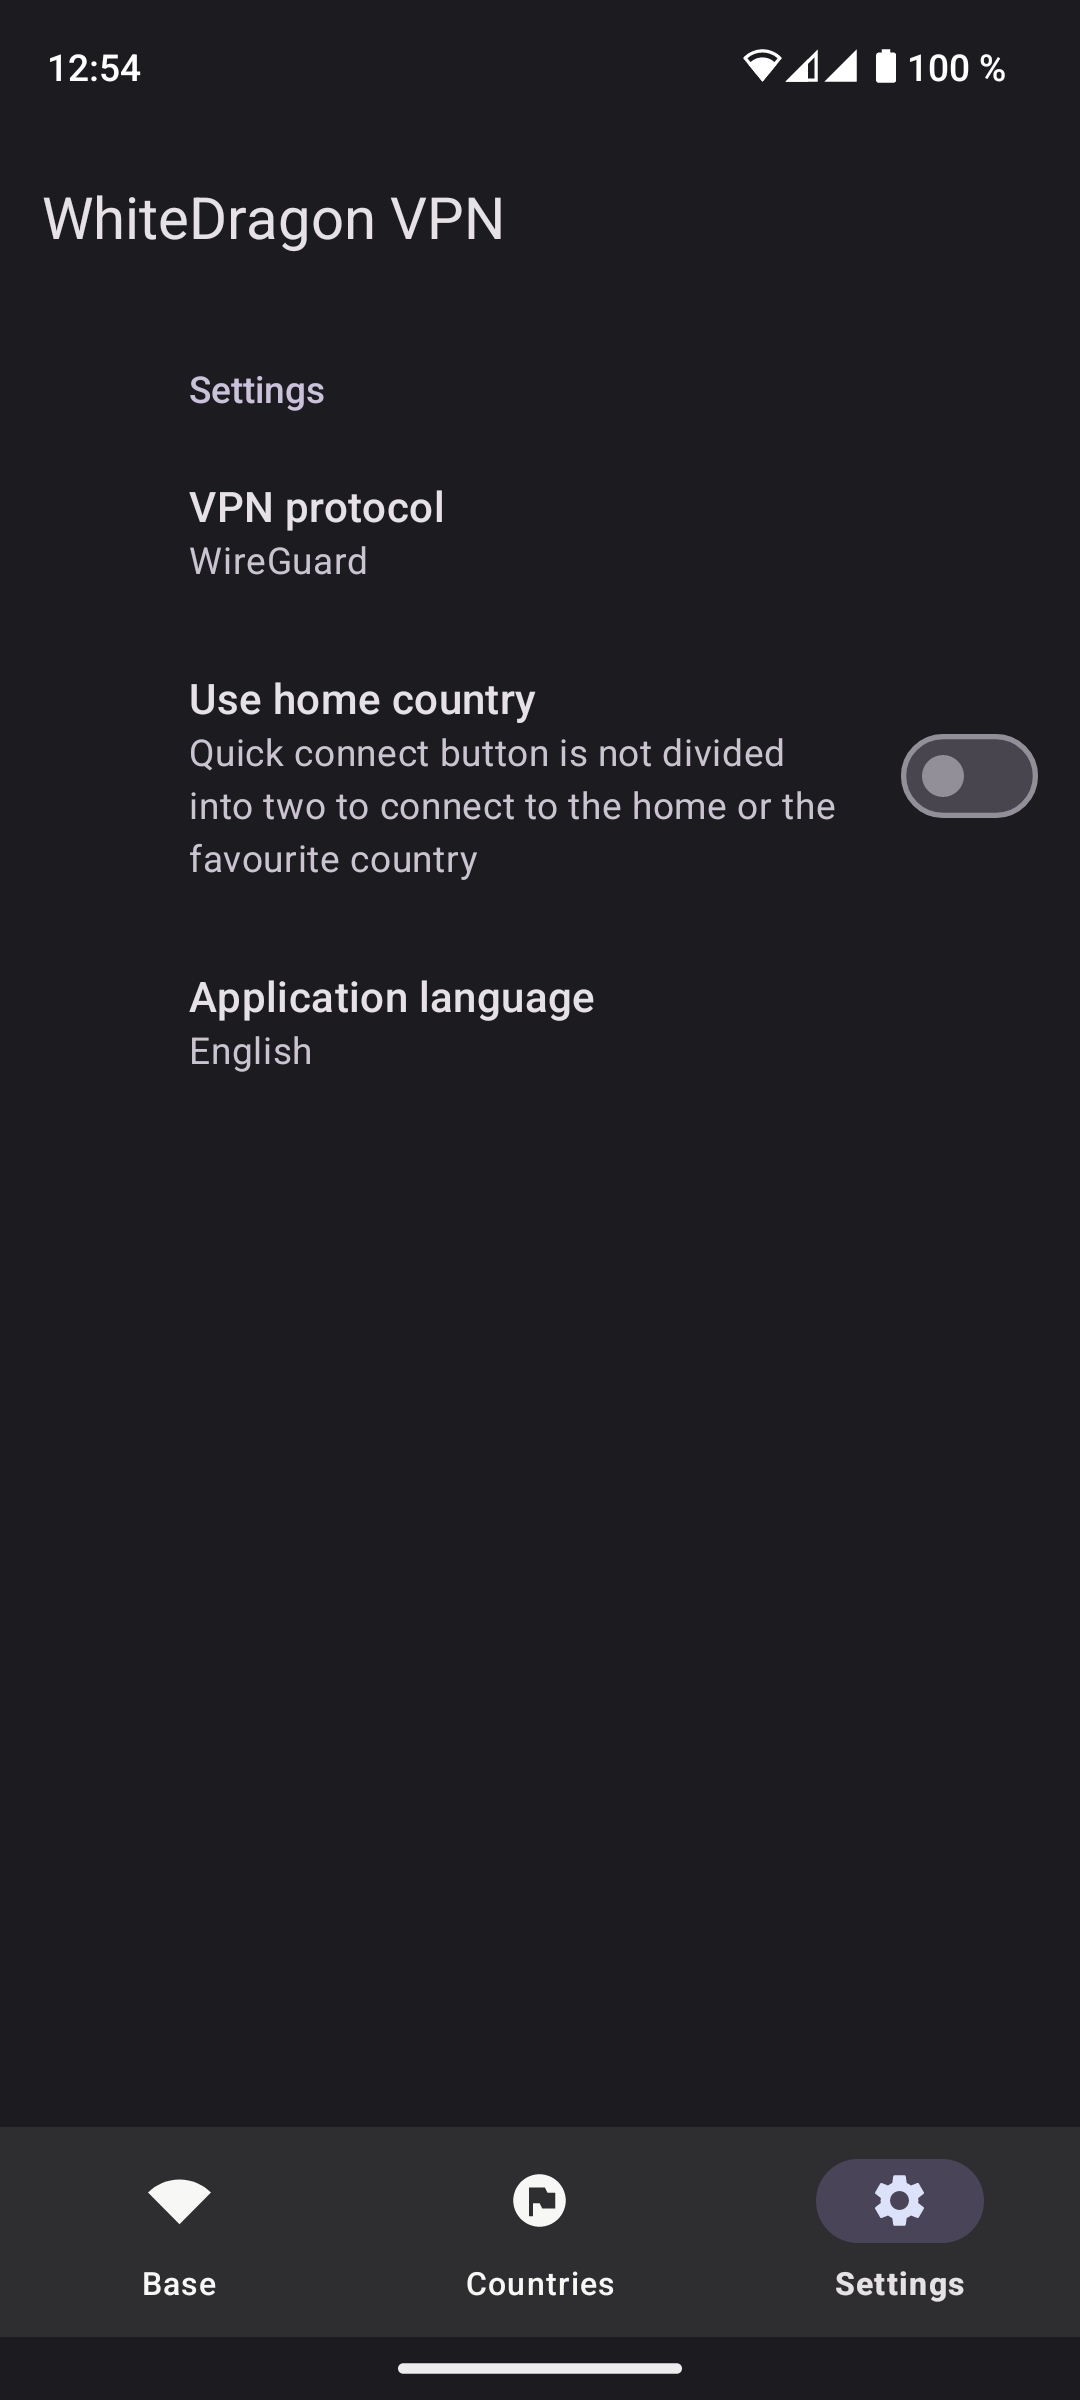 12:54
100 %
WhiteDragon VPN
Settings
VPN protocol
WireGuard
Use home country
Quick connect button is not divided
into two to connect to the home or the
favourite country
Application language
English
Base
Countries
Settings